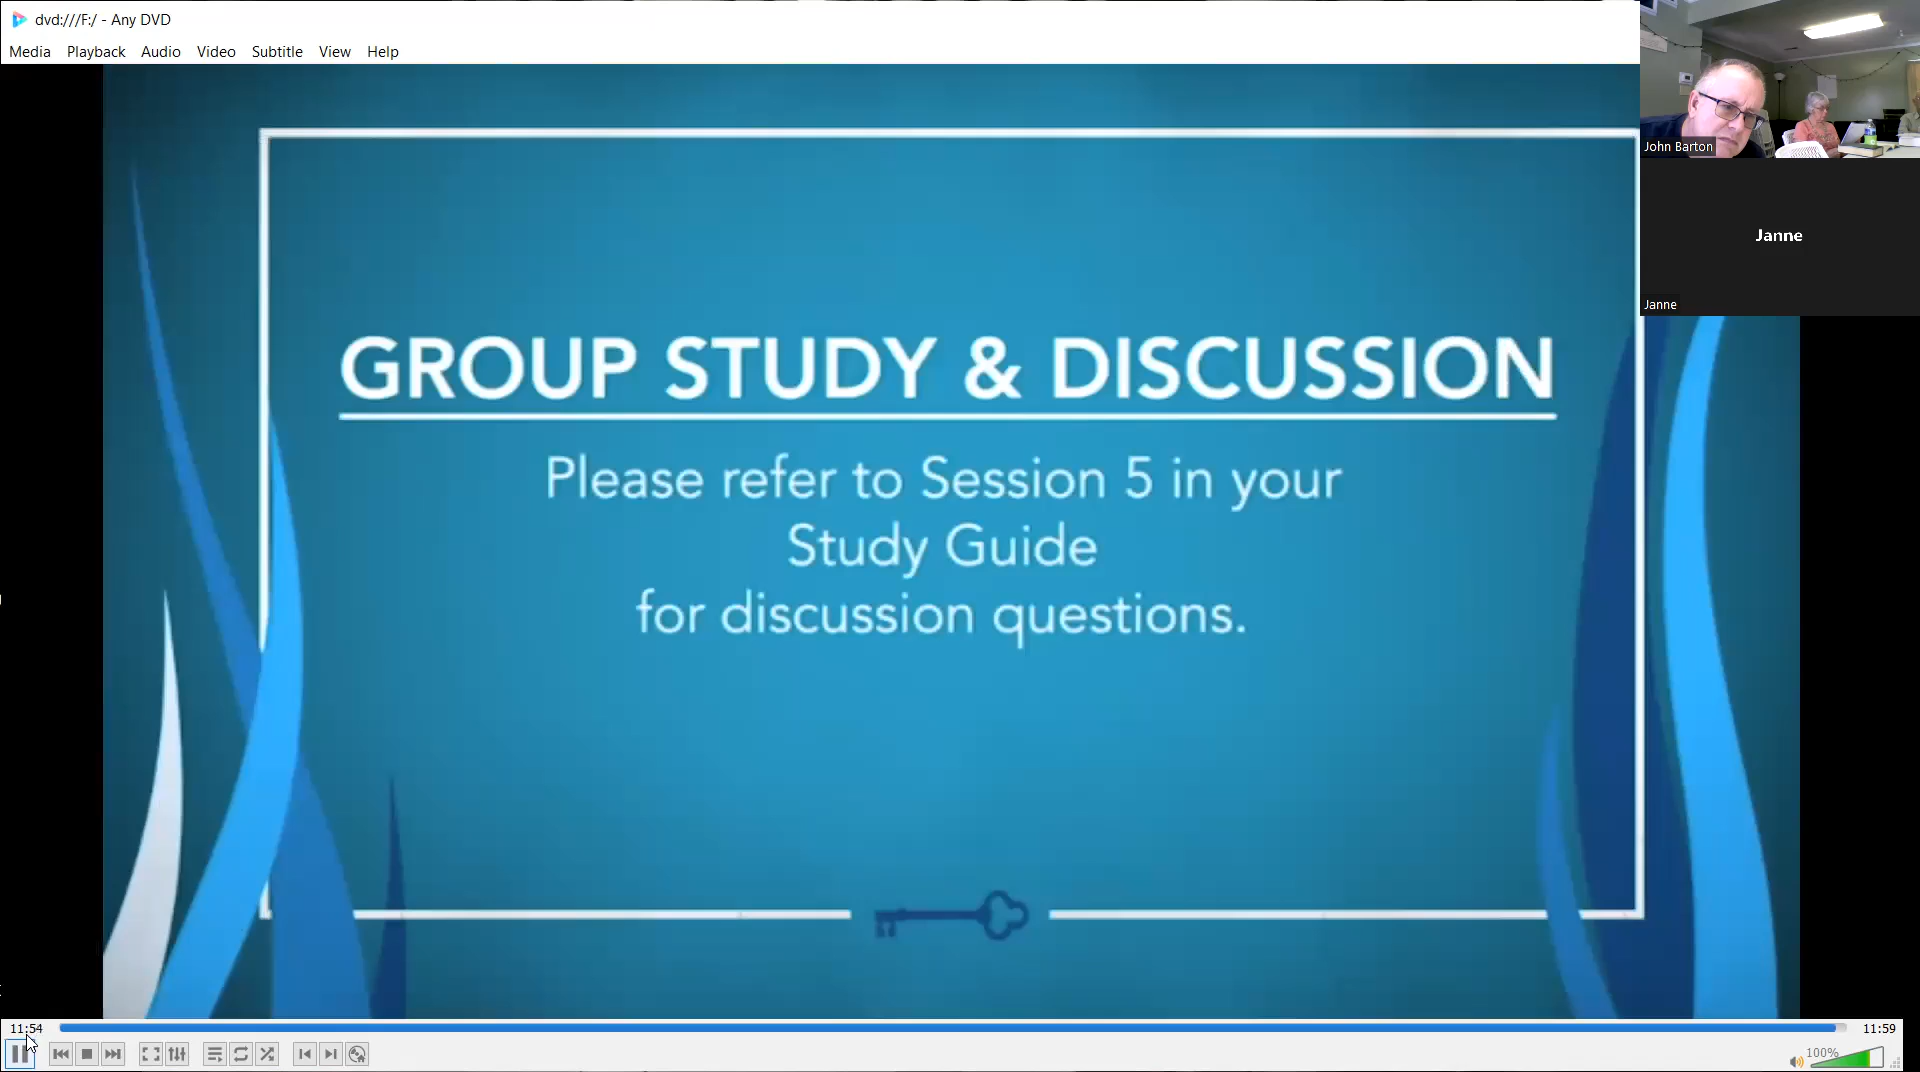 dvd:///F:/ - Any DVD
Media Playback Audio Video Subtitle View Help
John Barton
Janne
Janne
GROUP STUDY & DISCUSSION
Please refer to Session 5 in your
Study Guide
for discussion questions.
11:54
11:59
100%